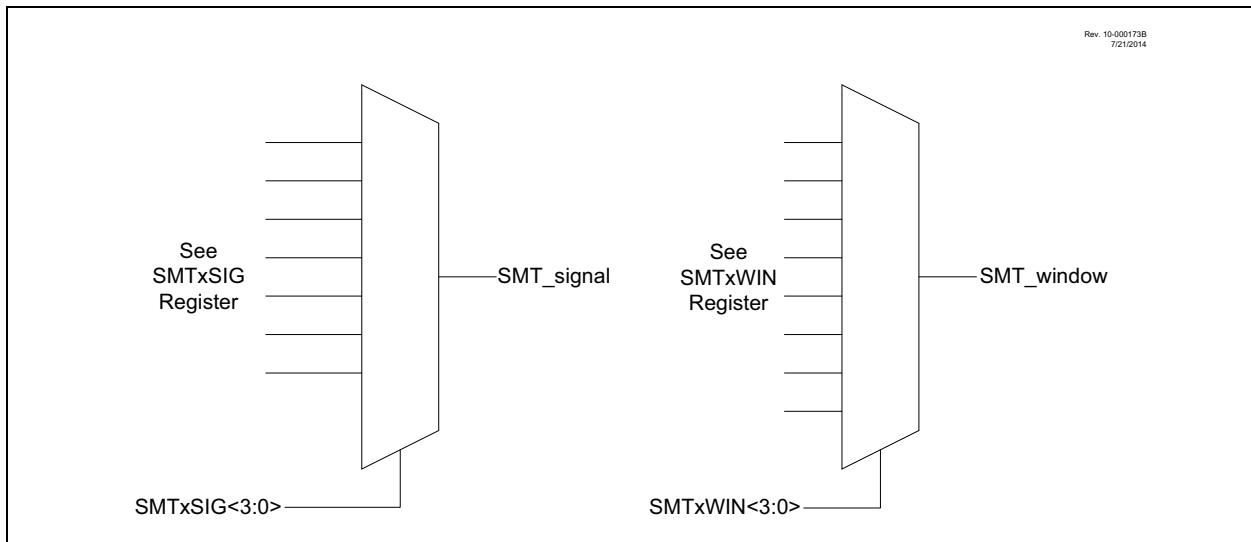 Rev. 10-000173B
7/21/2014
See
SMTxSIG
Register
SMT_signal
SMTxSIG<3:0>
See
SMTxWIN
Register
SMT_window
SMTxWIN<3:0>